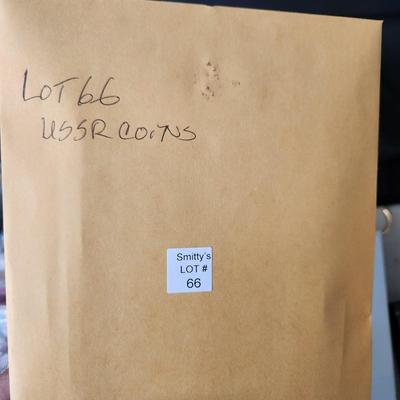 LOT 66
USSR COINS
Smitty's
LOT #
66